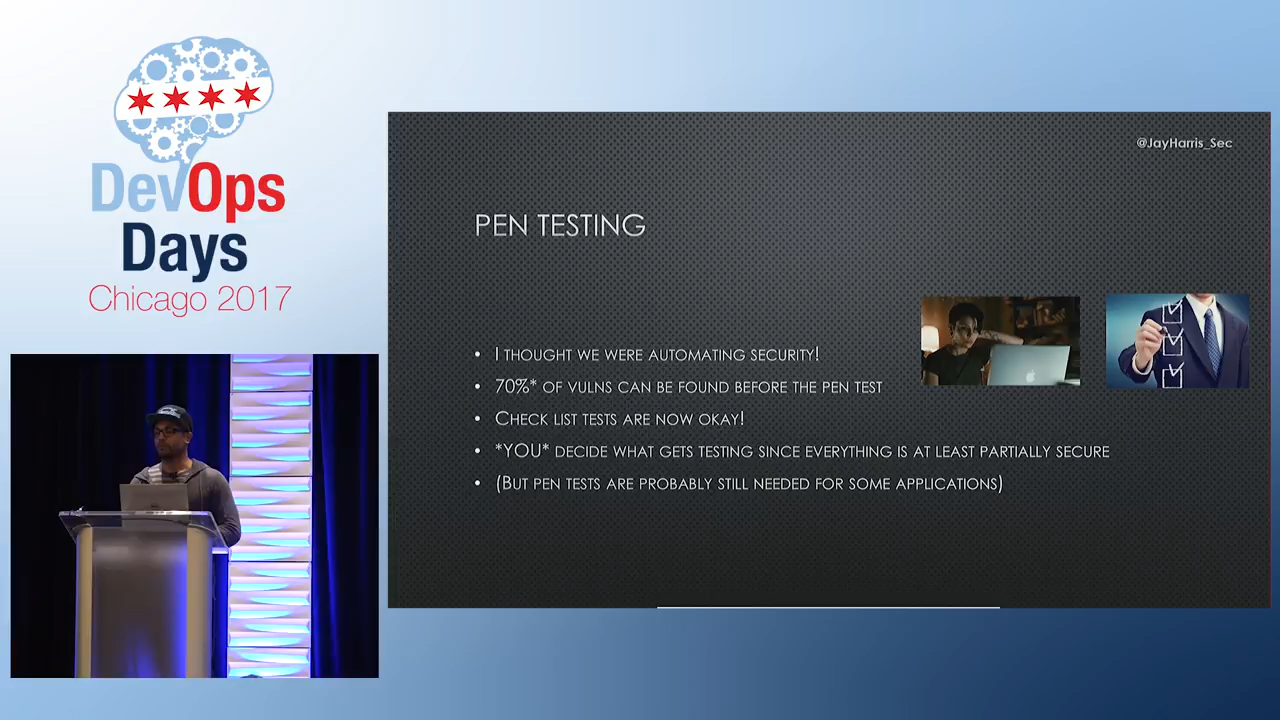 DevOps
Days
Chicago 2017
@JayHarris_Sec
PEN TESTING
• I THOUGHT WE WERE AUTOMATING SECURITY!
• 70%* OF VULNS CAN BE FOUND BEFORE THE PEN TEST
• CHECK LIST TESTS ARE NOW OKAY!
• *YOU* DECIDE WHAT GETS TESTING SINCE EVERYTHING IS AT LEAST PARTIALLY SECURE
• (BUT PEN TESTS ARE PROBABLY STILL NEEDED FOR SOME APPLICATIONS)